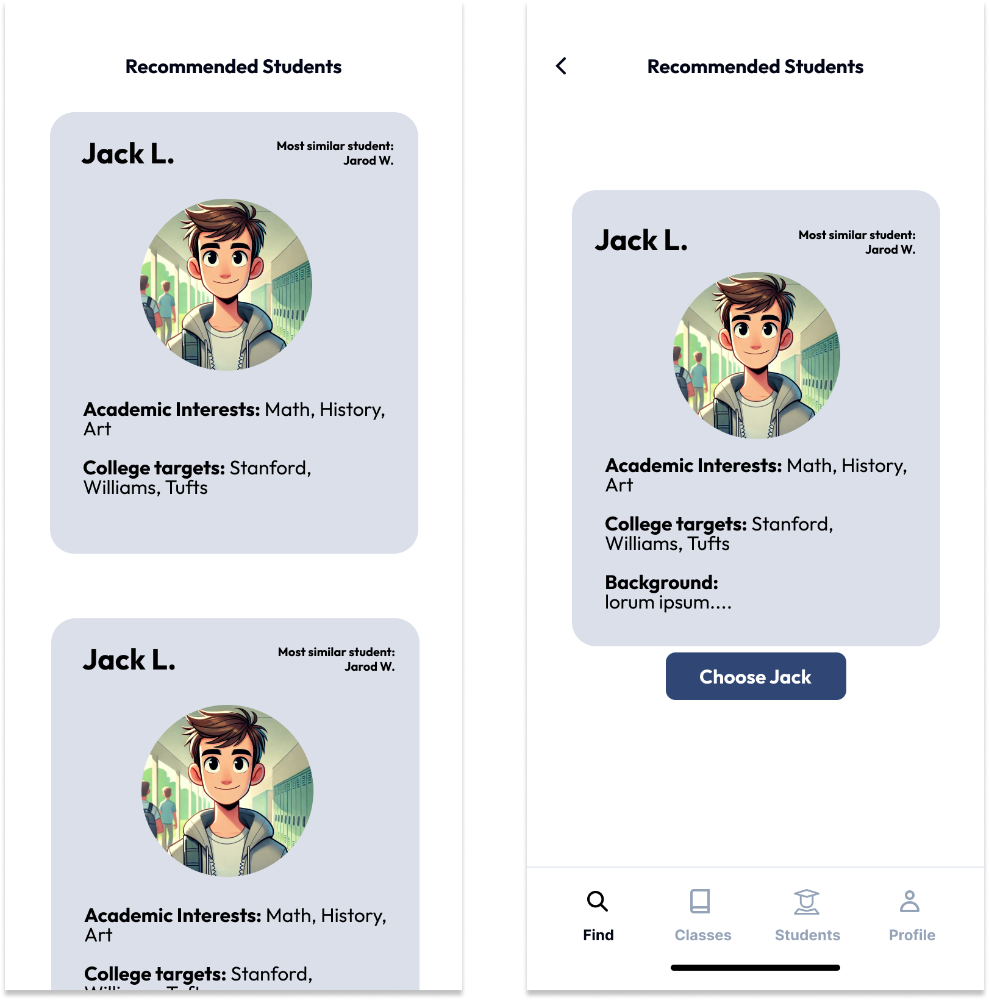 Recommended Students
Jack L.
Most similar student:
Jarod W.
Academic Interests: Math, History,
Art
College targets: Stanford,
Williams, Tufts
Jack L.
Most similar student:
Jarod W.
Academic Interests: Math, History,
Art
College targets: Stanford,
Recommended Students
Jack L.
Most similar student:
Jarod W.
Academic Interests: Math, History,
Art
College targets: Stanford,
Williams, Tufts
Background:
lorum ipsum....
Choose Jack
Find
Classes
Students
Profile